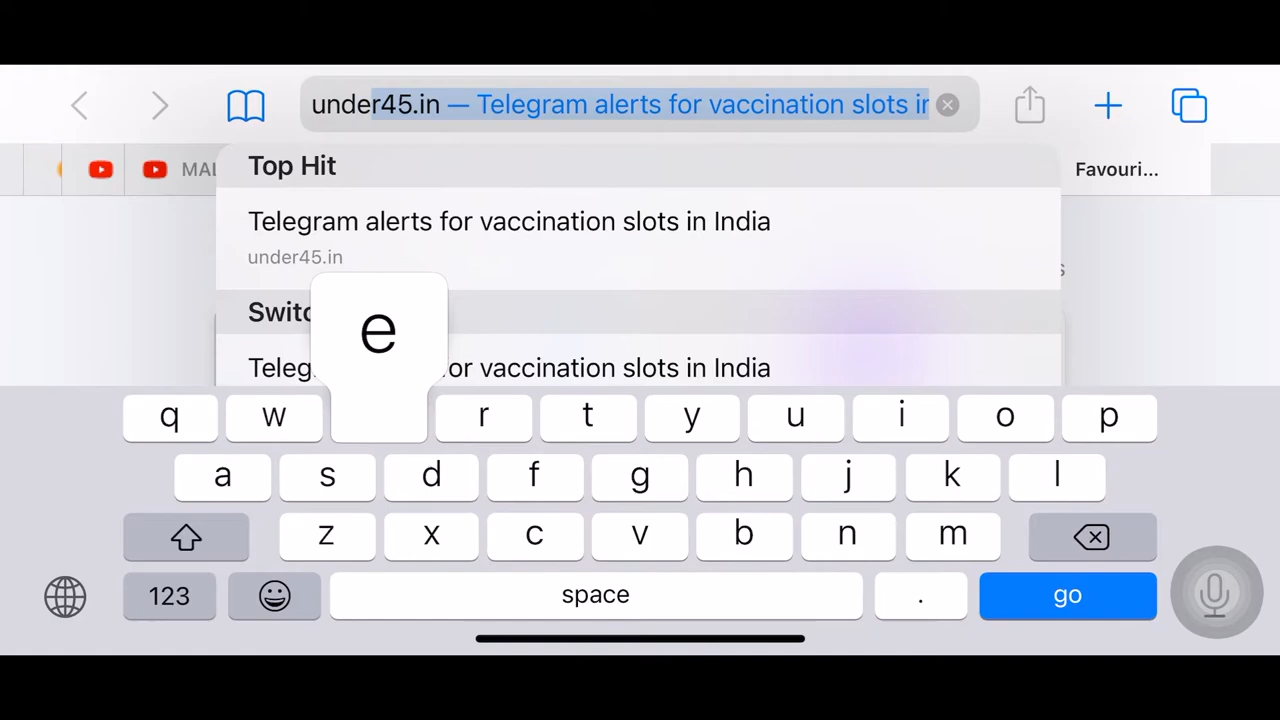 under45.in — Telegram alerts for vaccination slots ir
MAL
Favouri...
Top Hit
Telegram alerts for vaccination slots in India
under45.in
s
Switc
Teleg or vaccination slots in India
e
q w r t y u i o p
a s d f g h j k l
z x c v b n m
123 space . go